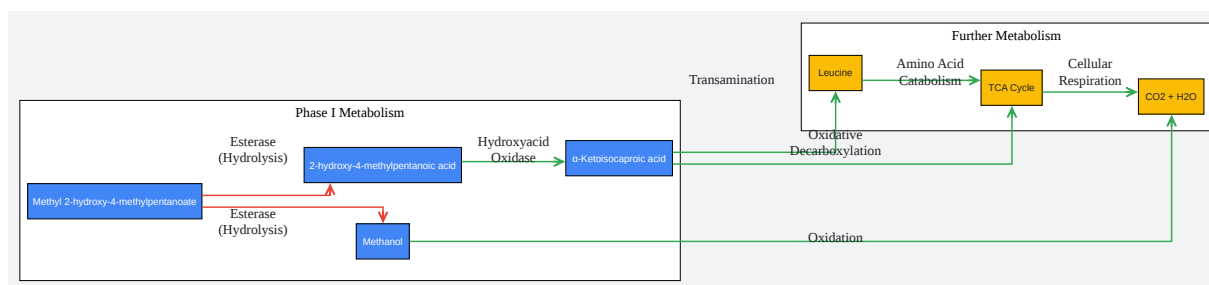 Further Metabolism
Leucine
Amino Acid
Catabolism
TCA Cycle
Cellular
Respiration
CO2 + H2O
Transamination
Phase I Metabolism
Esterase
(Hydrolysis)
2-hydroxy-4-methylpentanoic acid
Hydroxyacid
Oxidase
α-Ketoisocaproic acid
Oxidative
Decarboxylation
Methyl 2-hydroxy-4-methylpentanoate
Esterase
(Hydrolysis)
Methanol
Oxidation